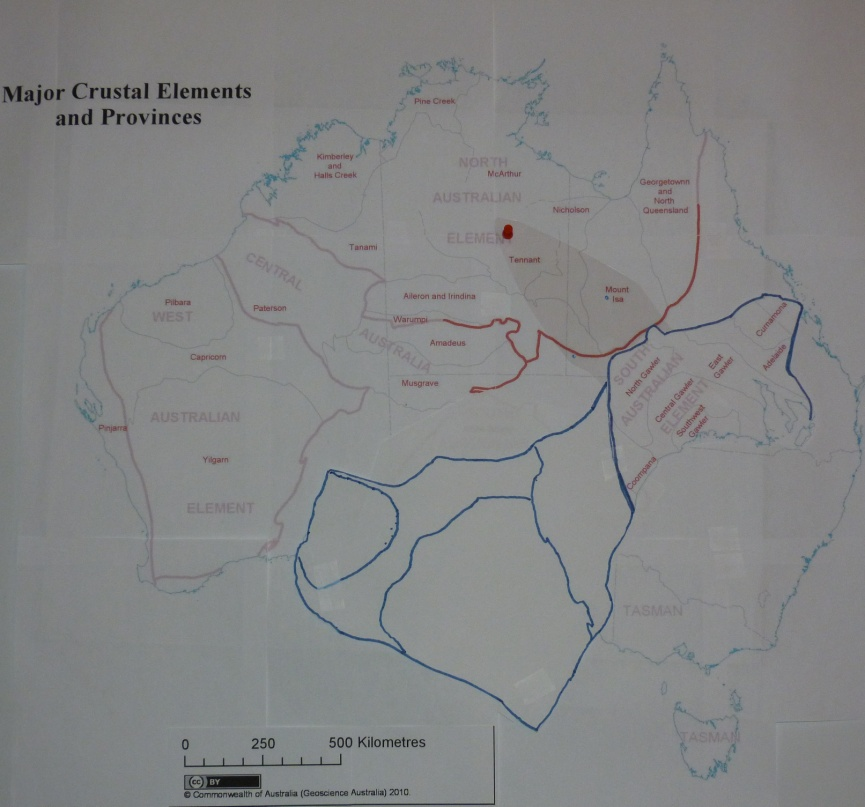 Major Crustal Elements
and Provinces
Pine Creek
Kimberley
and
Halls Creek
NORTH
McArthur
AUSTRALIAN
ELEMENT
Georgetownn
and
North
Queensland
Nicholson
Tanami
Tennant
CENTRAL
Mount
Isa
Pilbara
WEST
Paterson
Aileron and Irindina
Warumpi
Amadeus
AUSTRALIA
Musgrave
Capricorn
AUSTRALIAN
Pinjarra
Yilgarn
ELEMENT
Curnamona
Adelaide
SOUTH
AUSTRALIAN
ELEMENT
North Gawler
East
Gawler
Central Gawler
Southwest
Gawler
Coompana
TASMAN
TASMAN
0 250 500 Kilometres
cc BY
© Commonwealth of Australia (Geoscience Australia) 2010